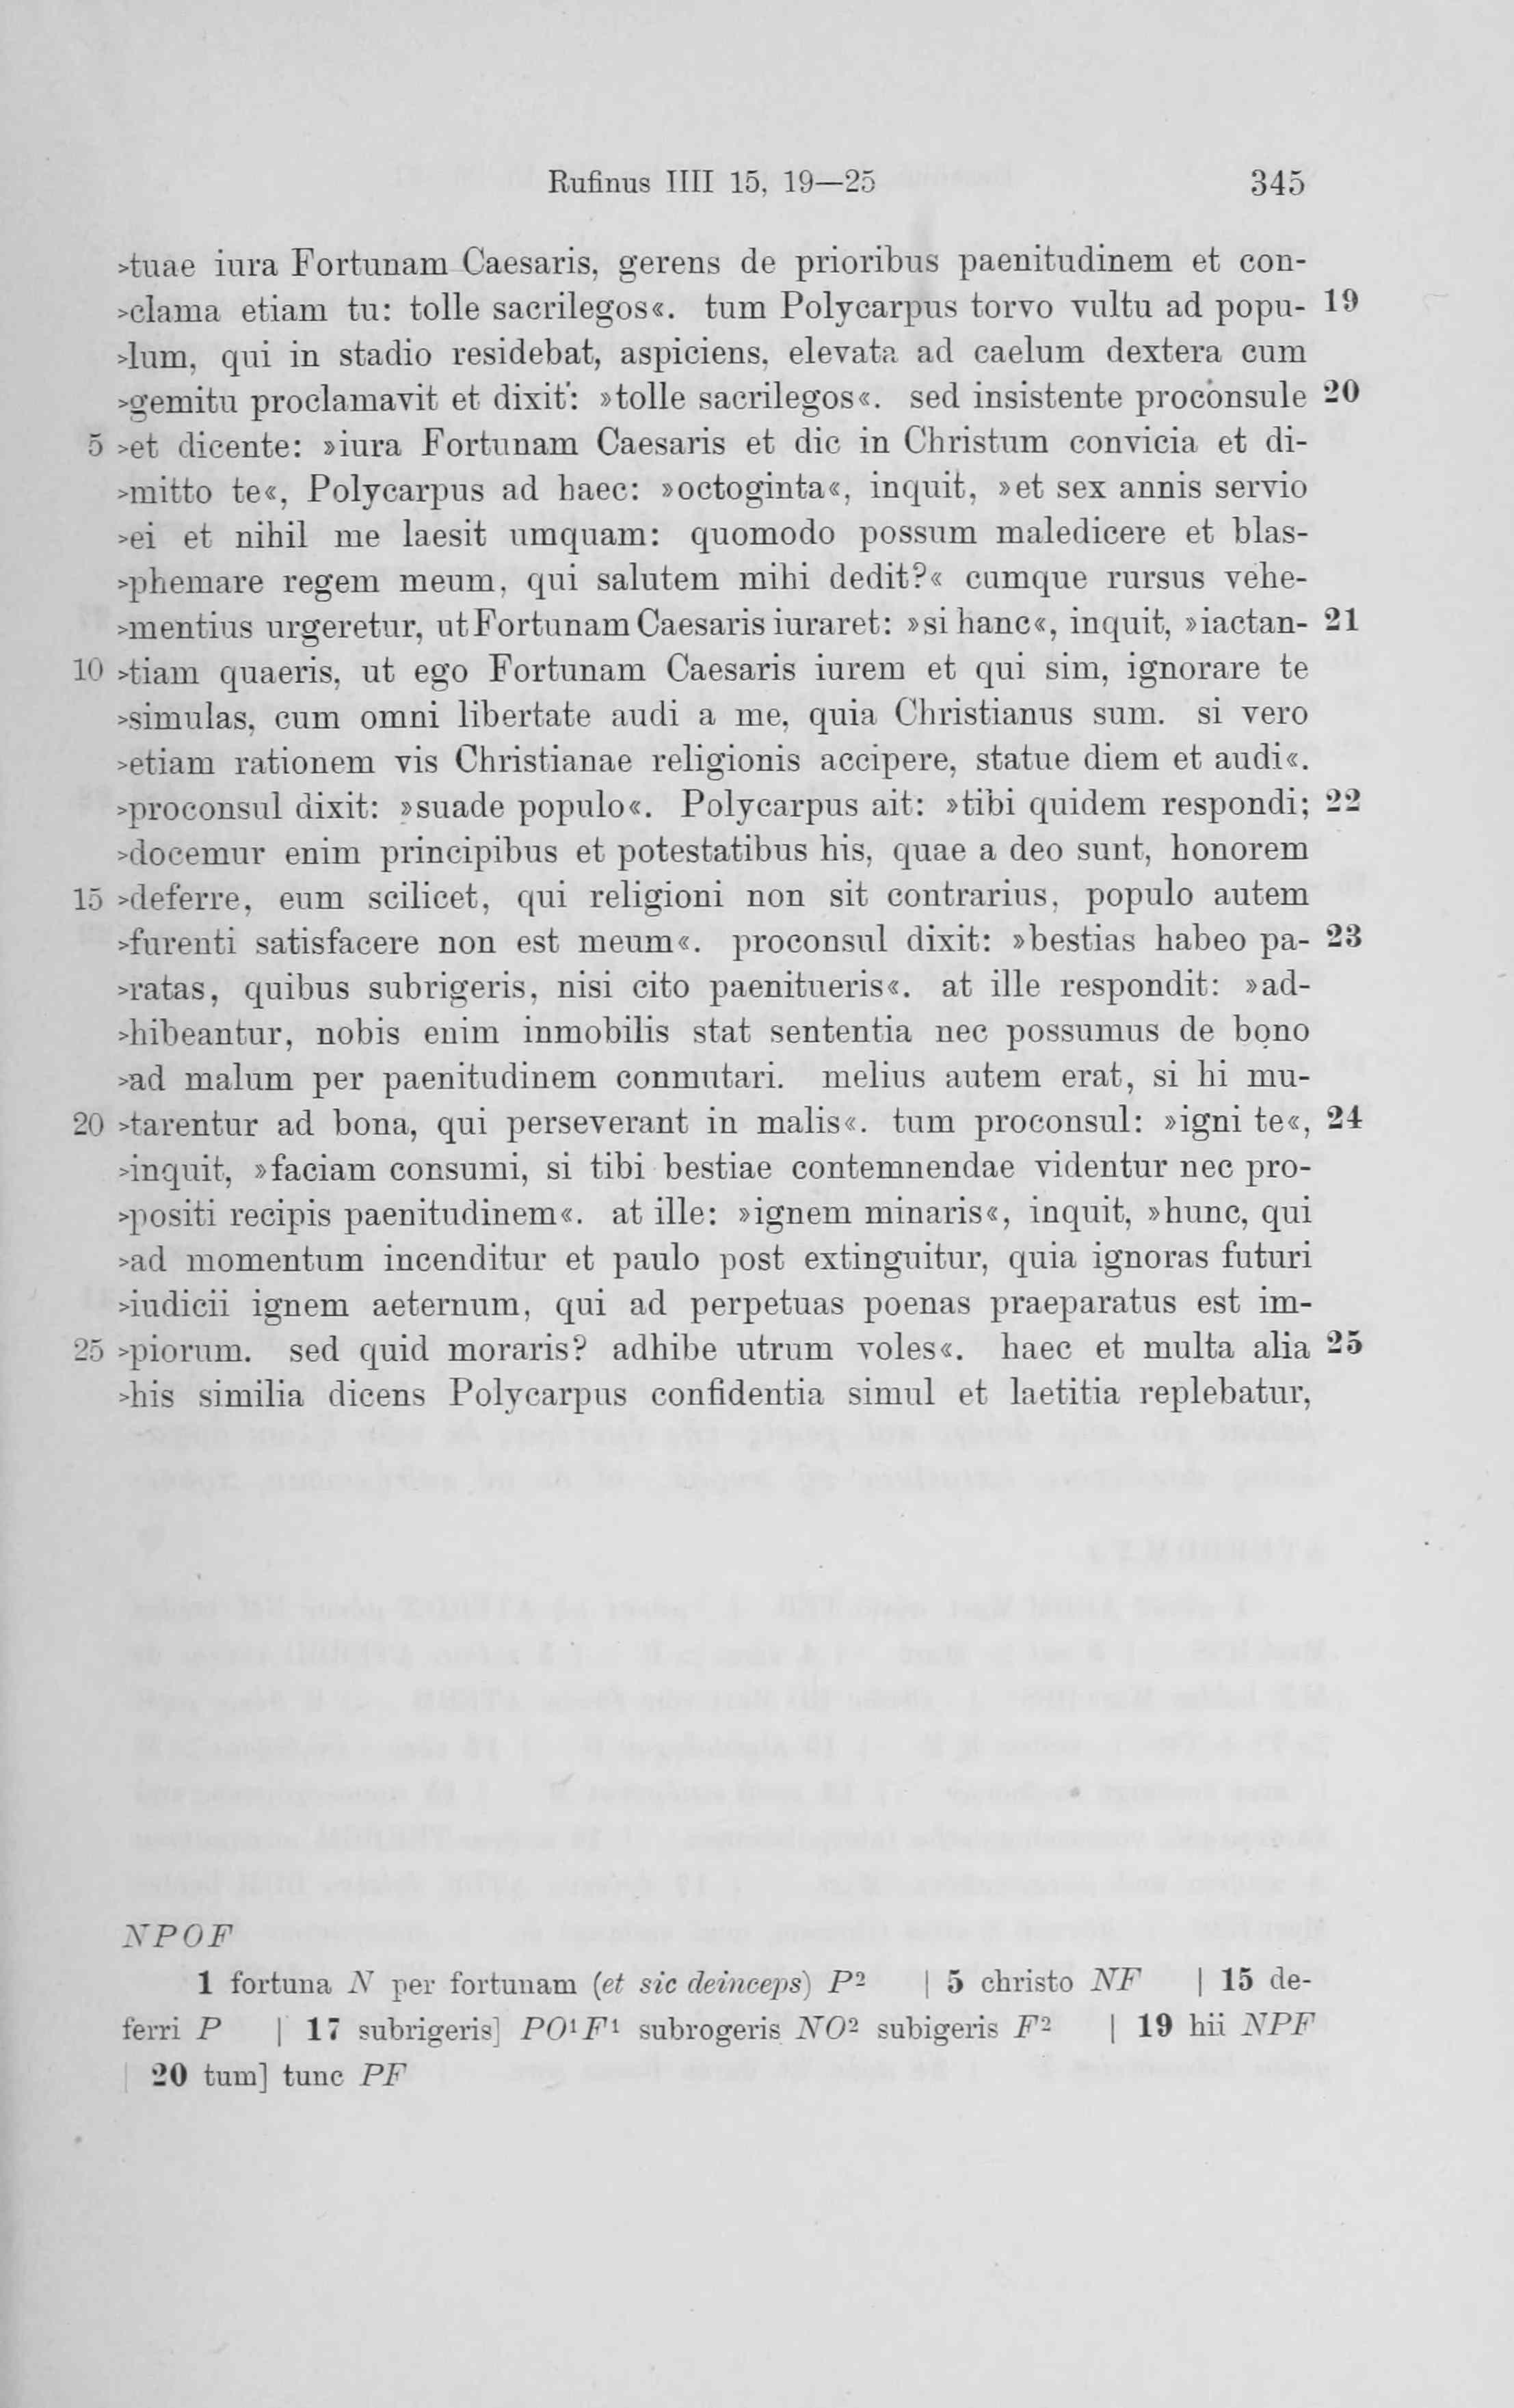 Rufinus IIII 15, 19—25 345
>tuae iura Fortunam Caesaris, gerens de prioribus paenitudinem et con-
>clama etiam tu: tolle sacrilegos«. tum Polycarpus torvo vultu ad popu- 19
>lum, qui in stadio residebat, aspiciens, elevata ad caelum dextera cum
>gemitu proclamavit et dixit: »tolle sacrilegos«. sed insistente proconsule 20
5 >et dicente: »iura Fortunam Caesaris et dic in Christum convicia et di-
>mitto te«, Polycarpus ad haec: »octoginta«, inquit, »et sex annis servio
>ei et nihil me laesit umquam: quomodo possum maledicere et blas-
>phemare regem meum, qui salutem mihi dedit?« cumque rursus vehe-
>mentius urgeretur, ut Fortunam Caesaris iuraret: »si hanc«, inquit, »iactan- 21
10 >tiam quaeris, ut ego Fortunam Caesaris iurem et qui sim, ignorare te
>simulas, cum omni libertate audi a me, quia Christianus sum. si vero
>etiam rationem vis Christianae religionis accipere, statue diem et audi«.
>proconsul dixit: »suade populo«. Polycarpus ait: »tibi quidem respondi; 22
>docemur enim principibus et potestatibus his, quae a deo sunt, honorem
15 >deferre, eum scilicet, qui religioni non sit contrarius, populo autem
>furenti satisfacere non est meum«. proconsul dixit: »bestias habeo pa- 23
>ratas, quibus subrigeris, nisi cito paenitueris«. at ille respondit: »ad-
>hibeantur, nobis enim inmobilis stat sententia nec possumus de bono
>ad malum per paenitudinem conmutari. melius autem erat, si hi mu-
20 >tarentur ad bona, qui perseverant in malis«. tum proconsul: »igni te«, 24
>inquit, »faciam consumi, si tibi bestiae contemnendae videntur nec pro-
>positi recipis paenitudinem«. at ille: »ignem minaris«, inquit, »hunc, qui
>ad momentum incenditur et paulo post extinguitur, quia ignoras futuri
>iudicii ignem aeternum, qui ad perpetuas poenas praeparatus est im-
25 >piorum. sed quid moraris? adhibe utrum voles«. haec et multa alia 25
>his similia dicens Polycarpus confidentia simul et laetitia replebatur,
NPOF
1 fortuna N per fortunam (et sic deinceps) P² | 5 christo NF | 15 de-
ferri P | 17 subrigeris] PO¹F¹ subrogeris NO² subigeris F² | 19 hii NPF
| 20 tum] tunc PF